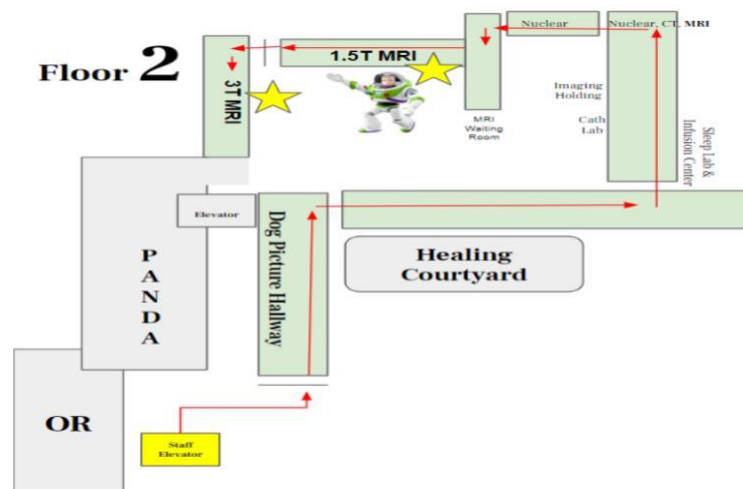 Floor 2
Nuclear
Nuclear, CT, MRI
1.5T MRI
3T MRI
Imaging
Holding
Cath
Lab
MRI
Waiting
Room
Sleep Lab &
Infusion Center
Elevator
Dog Picture Hallway
Healing
Courtyard
PANDA
OR
Staff
Elevator